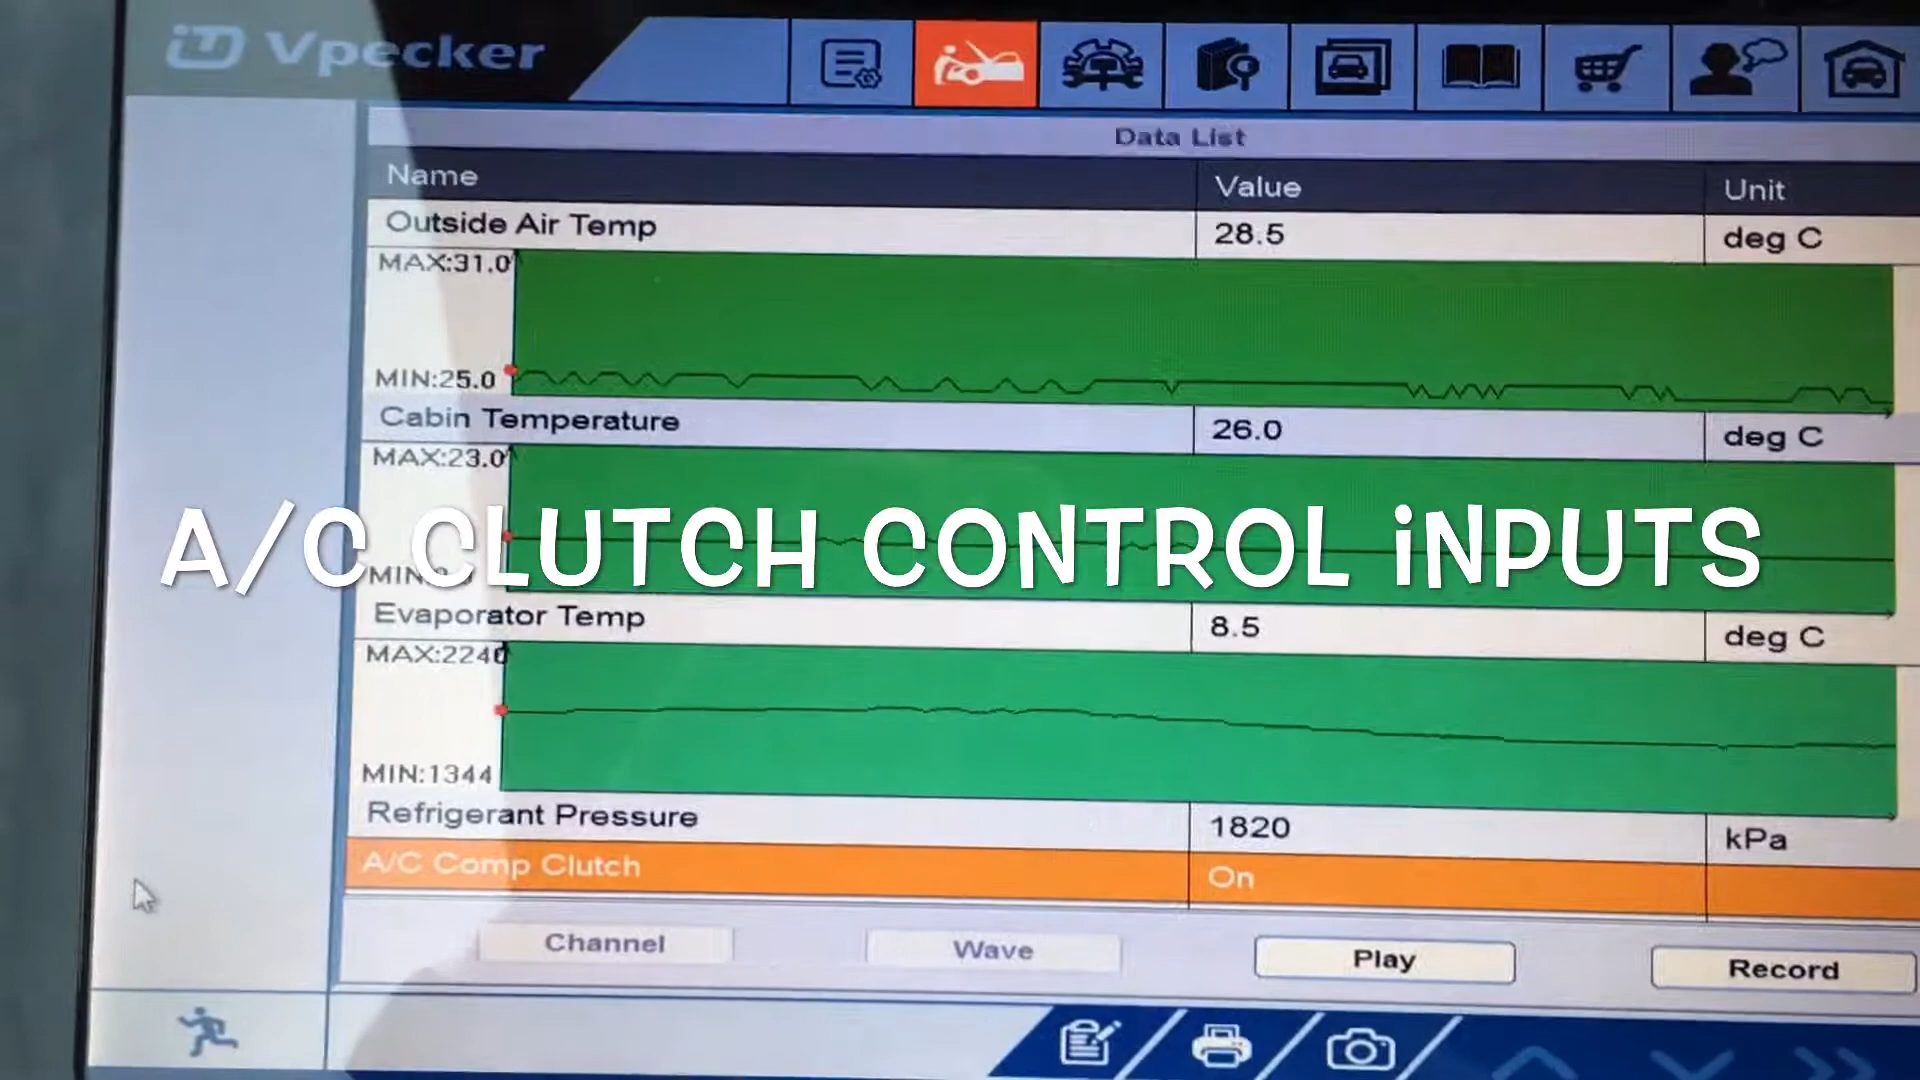 Vpecker
Data List
Name Value Unit
Outside Air Temp 28.5 deg C
MAX:31.0
MIN:25.0
Cabin Temperature 26.0 deg C
MAX:23.0
A/C CLUTCH CONTROL iNPUTS
MIN:
Evaporator Temp 8.5 deg C
MAX:2240
MIN:1344
Refrigerant Pressure 1820 kPa
A/C Comp Clutch On
Channel Wave Play Record